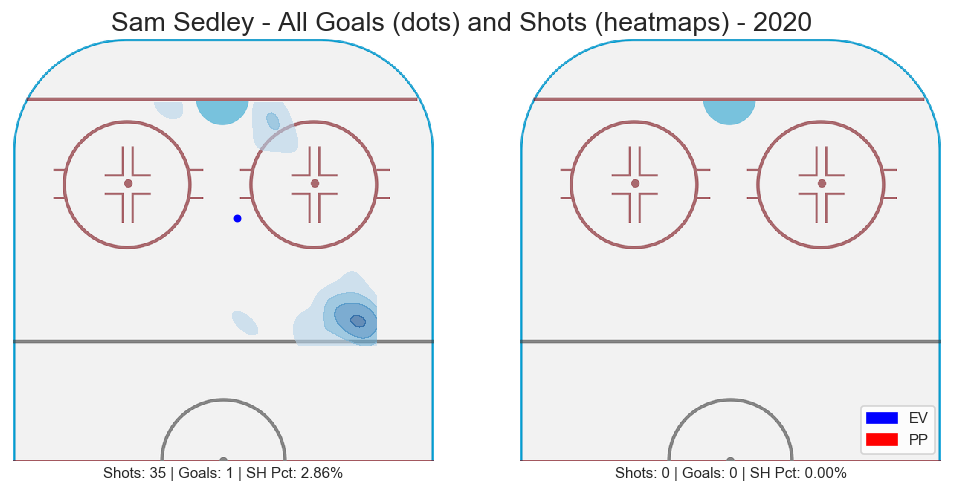 Sam Sedley - All Goals (dots) and Shots (heatmaps) - 2020
EV
PP
Shots: 35 | Goals: 1 | SH Pct: 2.86%
Shots: 0 | Goals: 0 | SH Pct: 0.00%